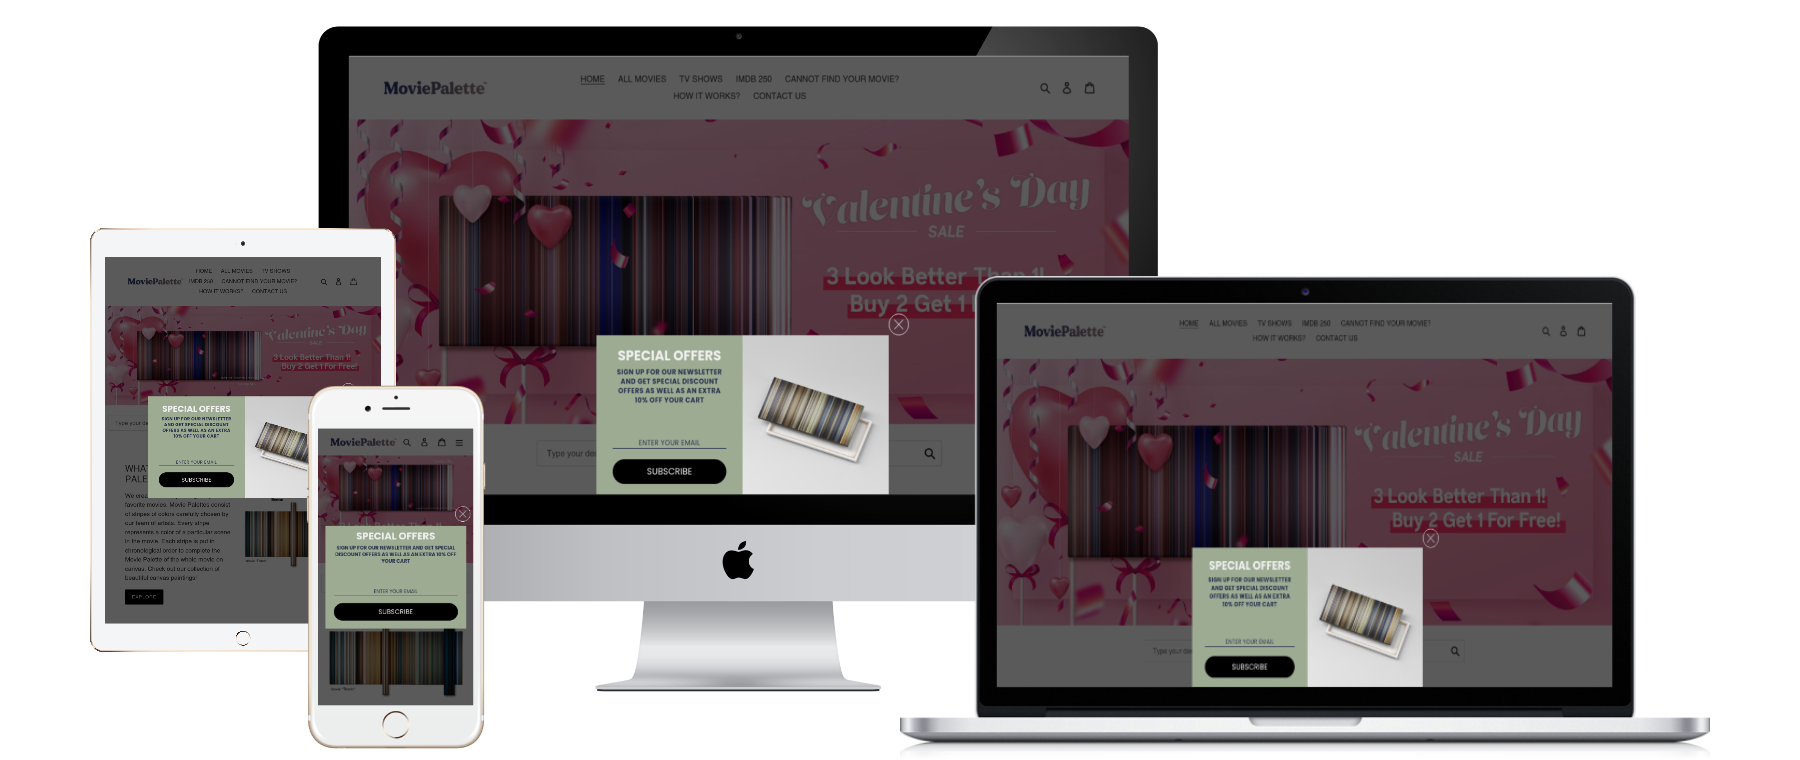 MoviePalette
HOME ALL MOVIES TV SHOWS IMDB 250 CANNOT FIND YOUR MOVIE?
HOW IT WORKS? CONTACT US
Valentine's Day
SALE
3 Look Better Than 1!
Buy 2 Get 1
SPECIAL OFFERS
SIGN UP FOR OUR NEWSLETTER
AND GET SPECIAL DISCOUNT
OFFERS AS WELL AS AN EXTRA
10% OFF YOUR CART
ENTER YOUR EMAIL
SUBSCRIBE
Type your
HOME ALL MOVIES TV SHOWS
MoviePalette IMDB 250 CANNOT FIND YOUR MOVIE?
HOW IT WORKS? CONTACT US
Valentine's Day
SALE
3 Look Better Than 1!
Buy 2 Get 1 For Free!
SPECIAL OFFERS
SIGN UP FOR OUR NEWSLETTER
AND GET SPECIAL DISCOUNT
OFFERS AS WELL AS AN EXTRA
10% OFF YOUR CART
ENTER YOUR EMAIL
SUBSCRIBE
Type your
WHAT
PALE
We crea
favorite movies. Movie Palettes consist
of stripes of colors carefully chosen by
our team of artists. Every stripe
represents a color of a particular scene
in the movie. Each stripe is put in
chronological order to complete the
Movie Palette of the whole movie on
canvas. Check out our collection of
beautiful canvas paintings!
EXPLORE
MoviePalette
SPECIAL OFFERS
SIGN UP FOR OUR NEWSLETTER AND GET SPECIAL
DISCOUNT OFFERS AS WELL AS AN EXTRA 10% OFF
YOUR CART
ENTER YOUR EMAIL
SUBSCRIBE
MoviePalette
HOME ALL MOVIES TV SHOWS IMDB 250 CANNOT FIND YOUR MOVIE?
HOW IT WORKS? CONTACT US
Valentine's Day
SALE
3 Look Better Than 1!
Buy 2 Get 1 For Free!
SPECIAL OFFERS
SIGN UP FOR OUR NEWSLETTER
AND GET SPECIAL DISCOUNT
OFFERS AS WELL AS AN EXTRA
10% OFF YOUR CART
ENTER YOUR EMAIL
SUBSCRIBE
Type your